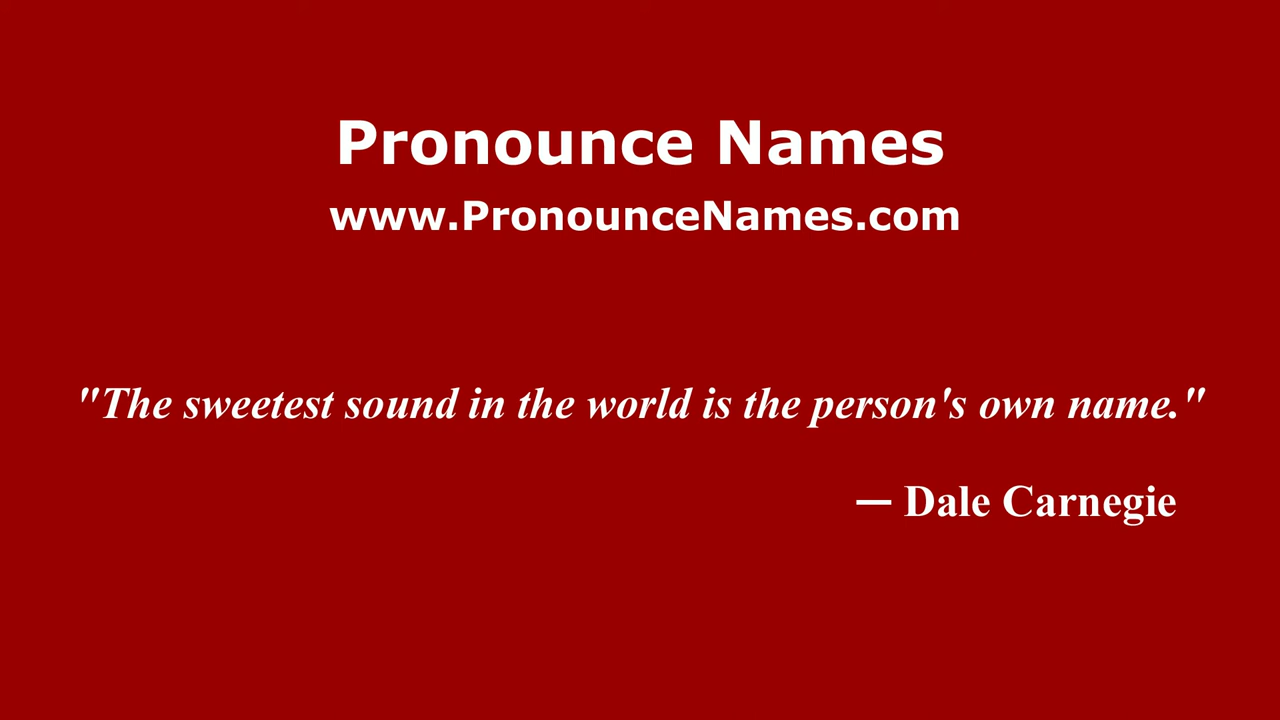 Pronounce Names
www.PronounceNames.com
"The sweetest sound in the world is the person's own name."
— Dale Carnegie